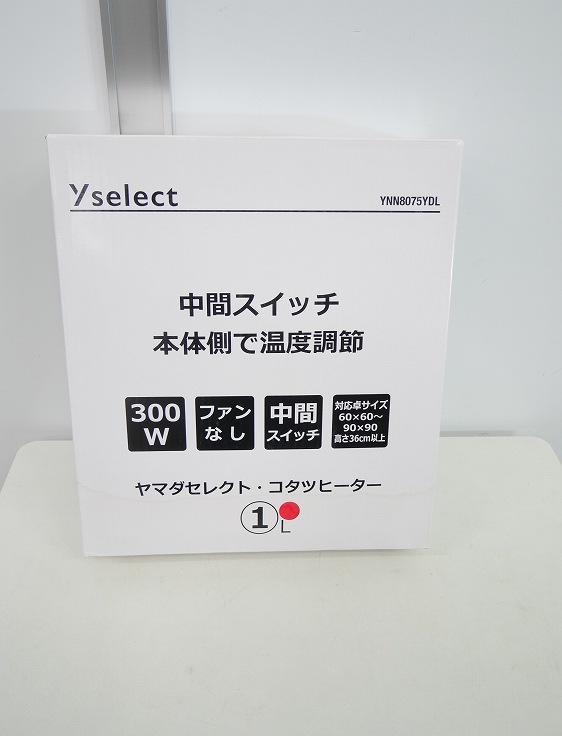 Yselect
YNN8075YDL
中間スイッチ
本体側で温度調節
300
W
ファン
なし
中間
スイッチ
対応卓サイズ
60×60~
90×90
高さ36cm以上
ヤマダセレクト・コタツヒーター
①
L